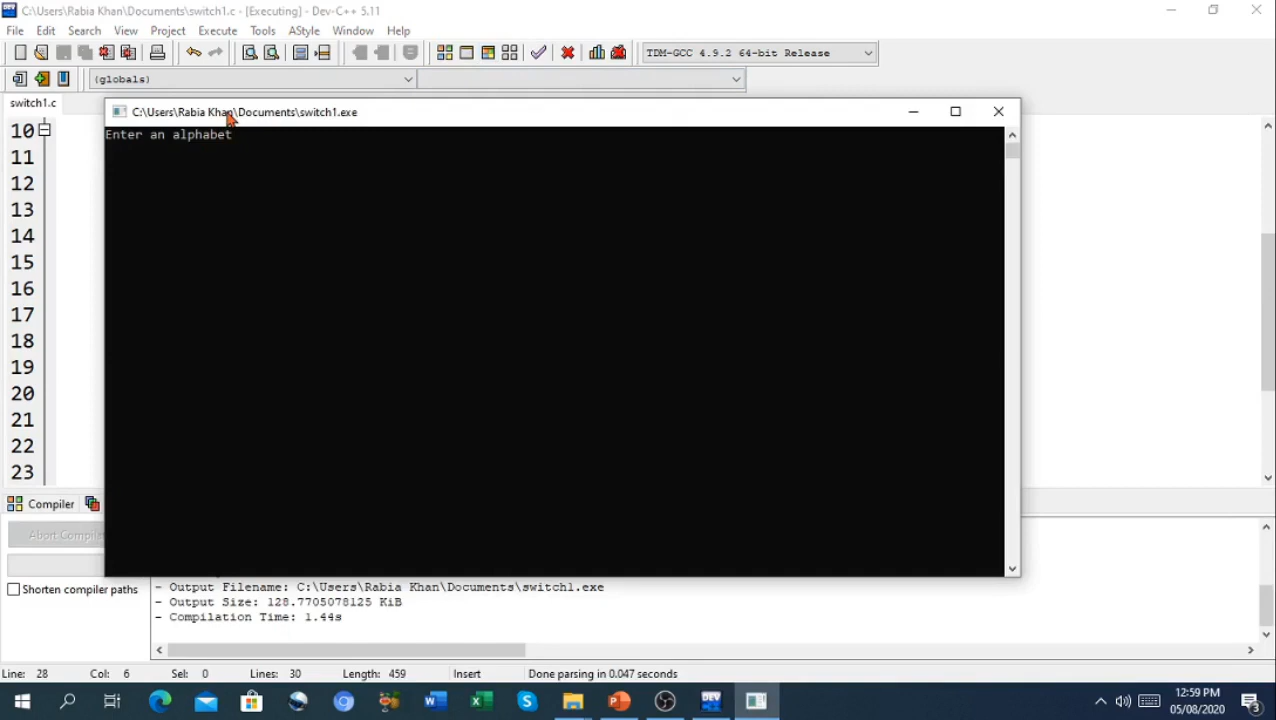 C:\Users\Rabia Khan\Documents\switch1.c - [Executing] - Dev-C++ 5.11
File Edit Search View Project Execute Tools AStyle Window Help
TDM-GCC 4.9.2 64-bit Release
(globals)
switch1.c
C:\Users\Rabia Khan\Documents\switch1.exe
Enter an alphabet
10
11
12
13
14
15
16
17
18
19
20
21
22
23
Compiler
Abort
Shorten compiler paths
- Output Filename: C:\Users\Rabia Khan\Documents\switch1.exe
- Output Size: 128.7705078125 KiB
- Compilation Time: 1.44s
Line: 28 Col: 6 Sel: 0 Lines: 30 Length: 459 Insert Done parsing in 0.047 seconds
12:59 PM
05/08/2020
3